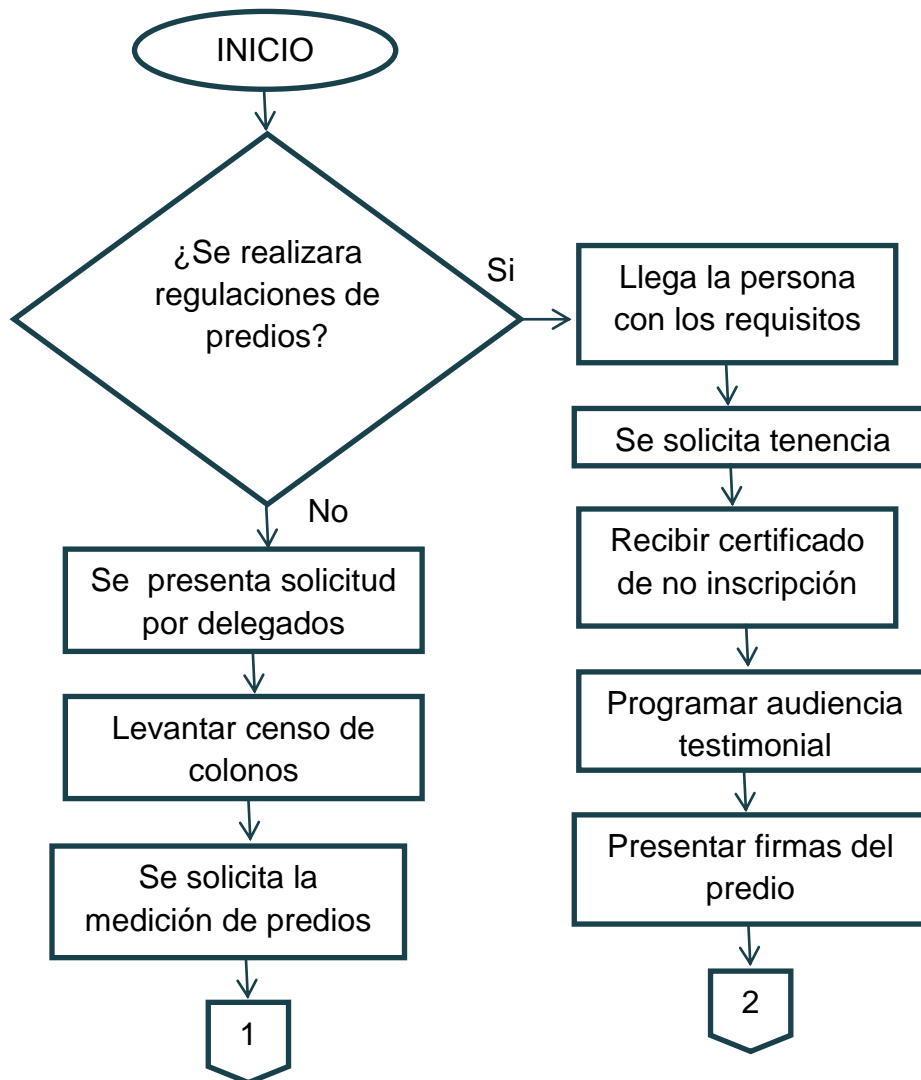 INICIO
¿Se realizara
regulaciones de
predios?
Si
Llega la persona
con los requisitos
Se solicita tenencia
Recibir certificado
de no inscripción
Programar audiencia
testimonial
Presentar firmas del
predio
2
No
Se presenta solicitud
por delegados
Levantar censo de
colonos
Se solicita la
medición de predios
1